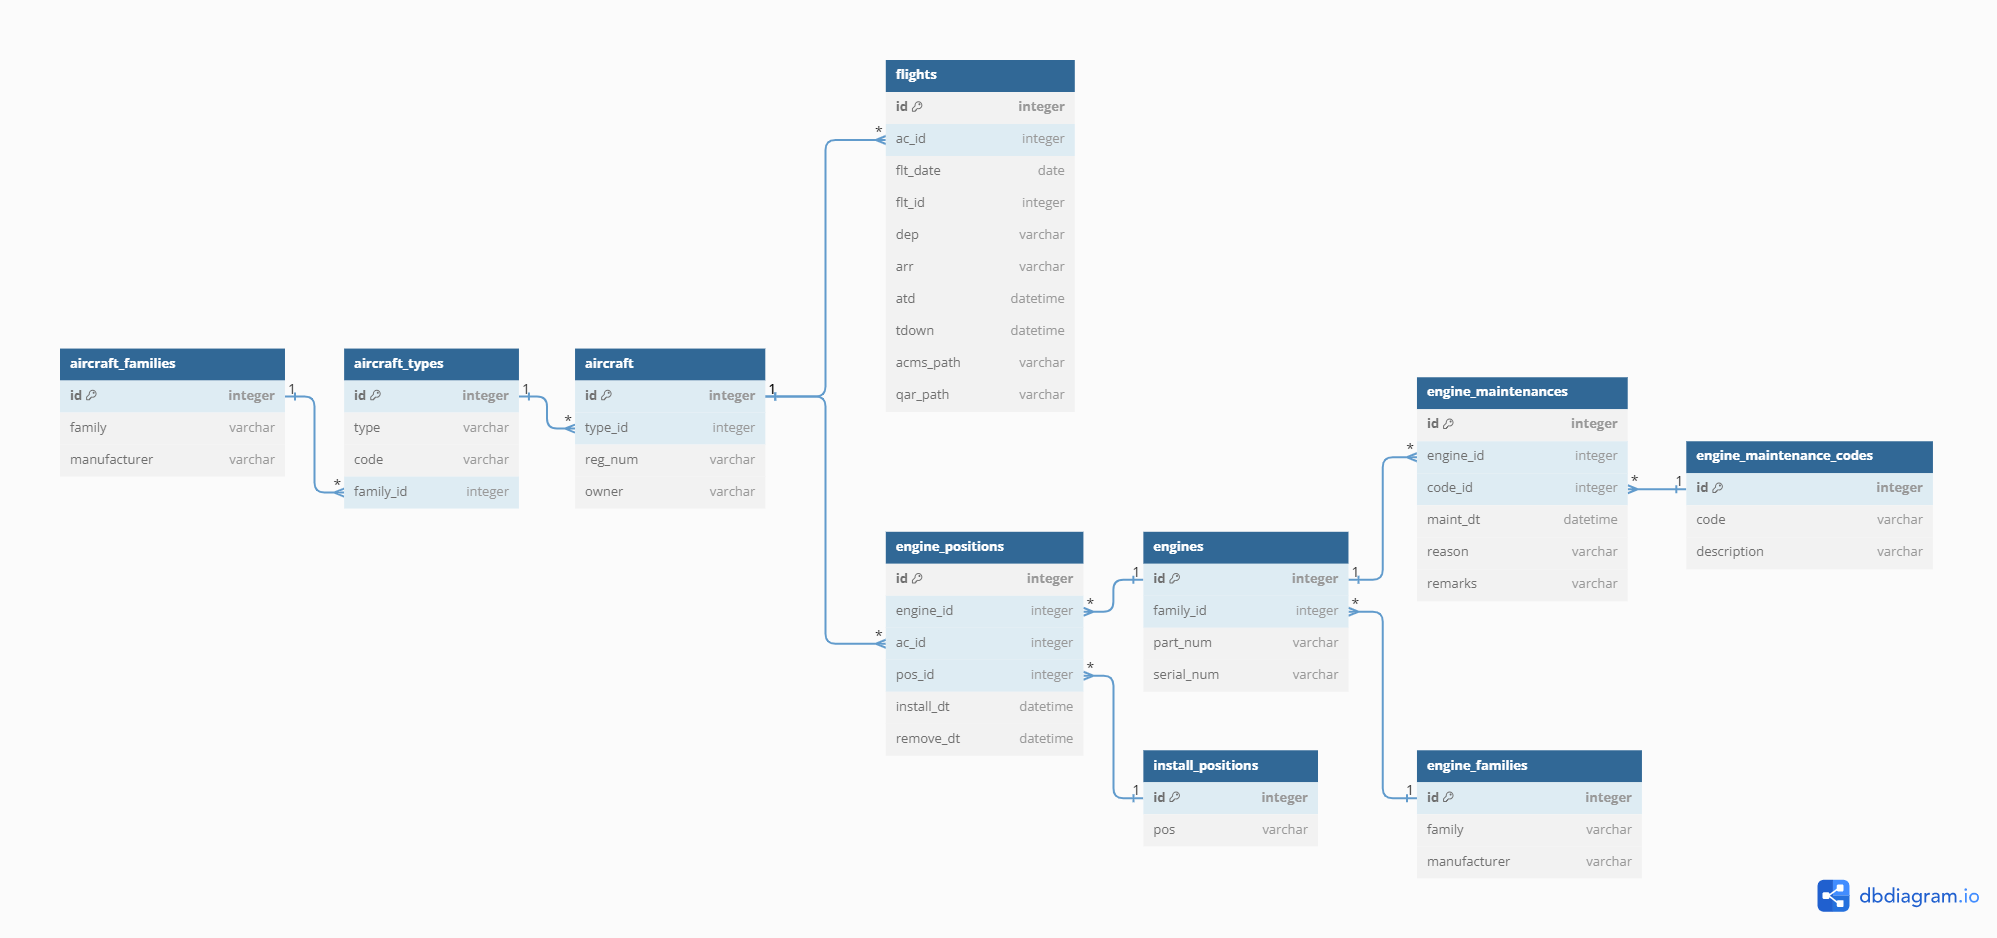 flights
id integer
ac_id integer
flt_date date
flt_id integer
dep varchar
arr varchar
atd datetime
tdown datetime
acms_path varchar
qar_path varchar
aircraft_families
id integer
family varchar
manufacturer varchar
1
*
aircraft_types
id integer
type varchar
code varchar
family_id integer
1
*
aircraft
id integer
type_id integer
reg_num varchar
owner varchar
1
*
*
engine_positions
id integer
engine_id integer
ac_id integer
pos_id integer
install_dt datetime
remove_dt datetime
*
1
*
1
engines
id integer
family_id integer
part_num varchar
serial_num varchar
1
*
*
1
install_positions
id integer
pos varchar
engine_maintenances
id integer
engine_id integer
code_id integer
maint_dt datetime
reason varchar
remarks varchar
*
1
engine_maintenance_codes
id integer
code varchar
description varchar
engine_families
id integer
family varchar
manufacturer varchar
dbdiagram.io